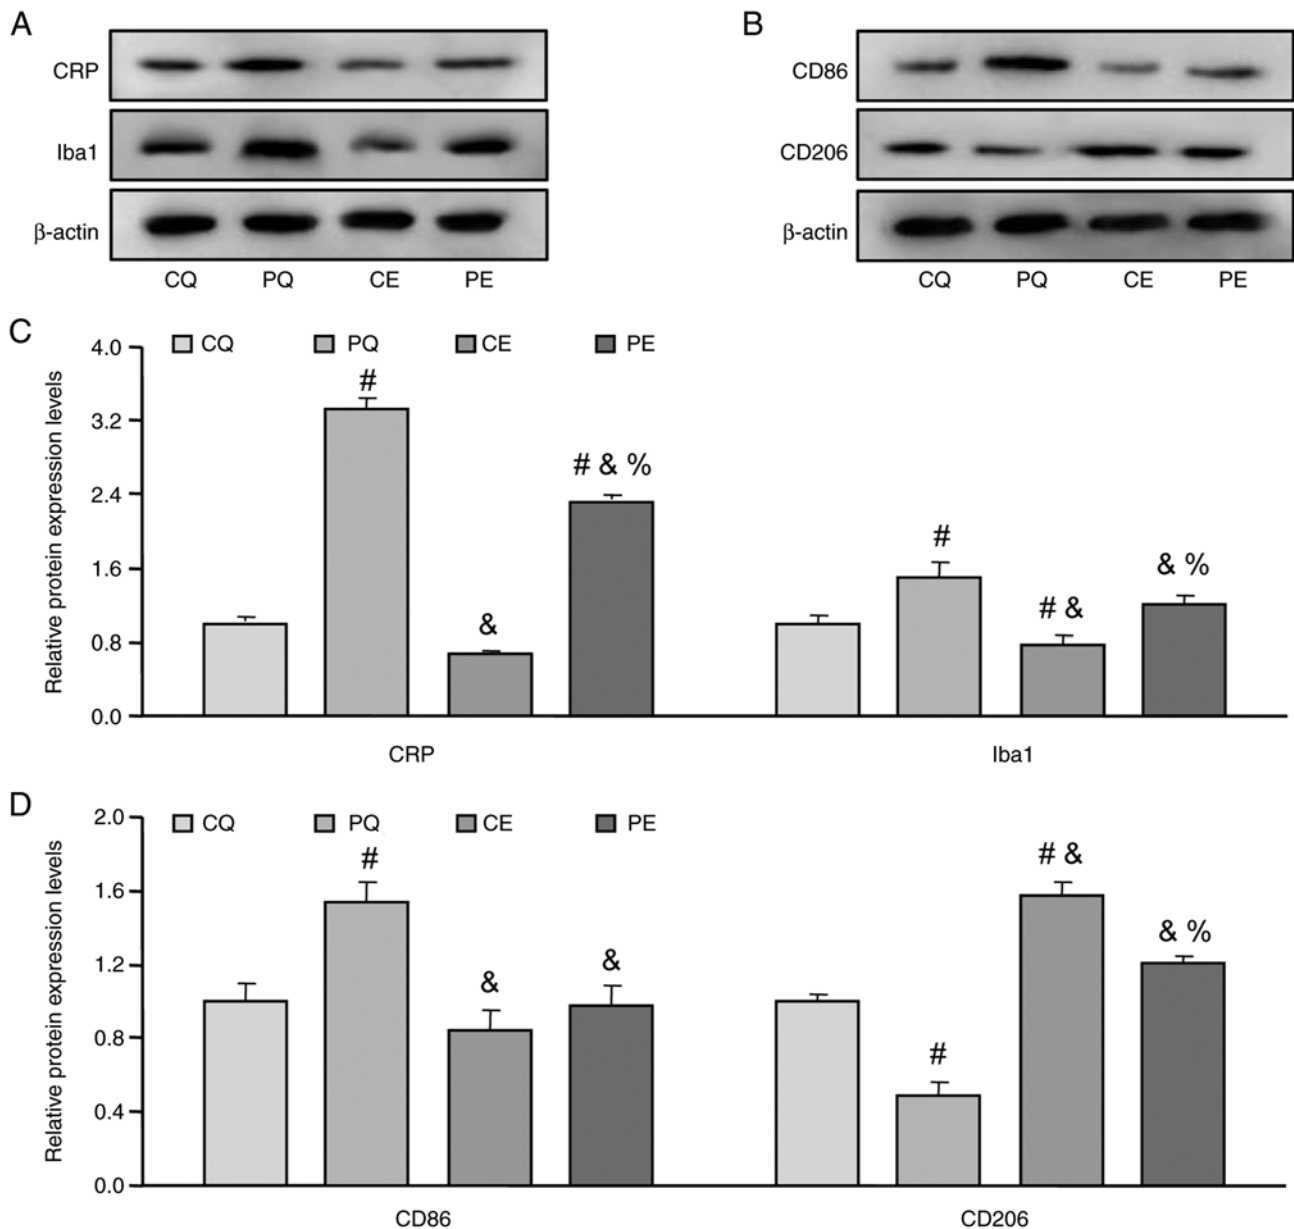 A
B
CRP
Iba1
β-actin
CQ PQ CE PE
CD86
CD206
β-actin
CQ PQ CE PE
C
CQ PQ CE PE
Relative protein expression levels
4.0
3.2
2.4
1.6
0.8
0.0
#
&
# & %
#
# &
& %
CRP Iba1
D
CQ PQ CE PE
Relative protein expression levels
2.0
1.6
1.2
0.8
0.4
0.0
#
&
&
#
# &
& %
CD86 CD206